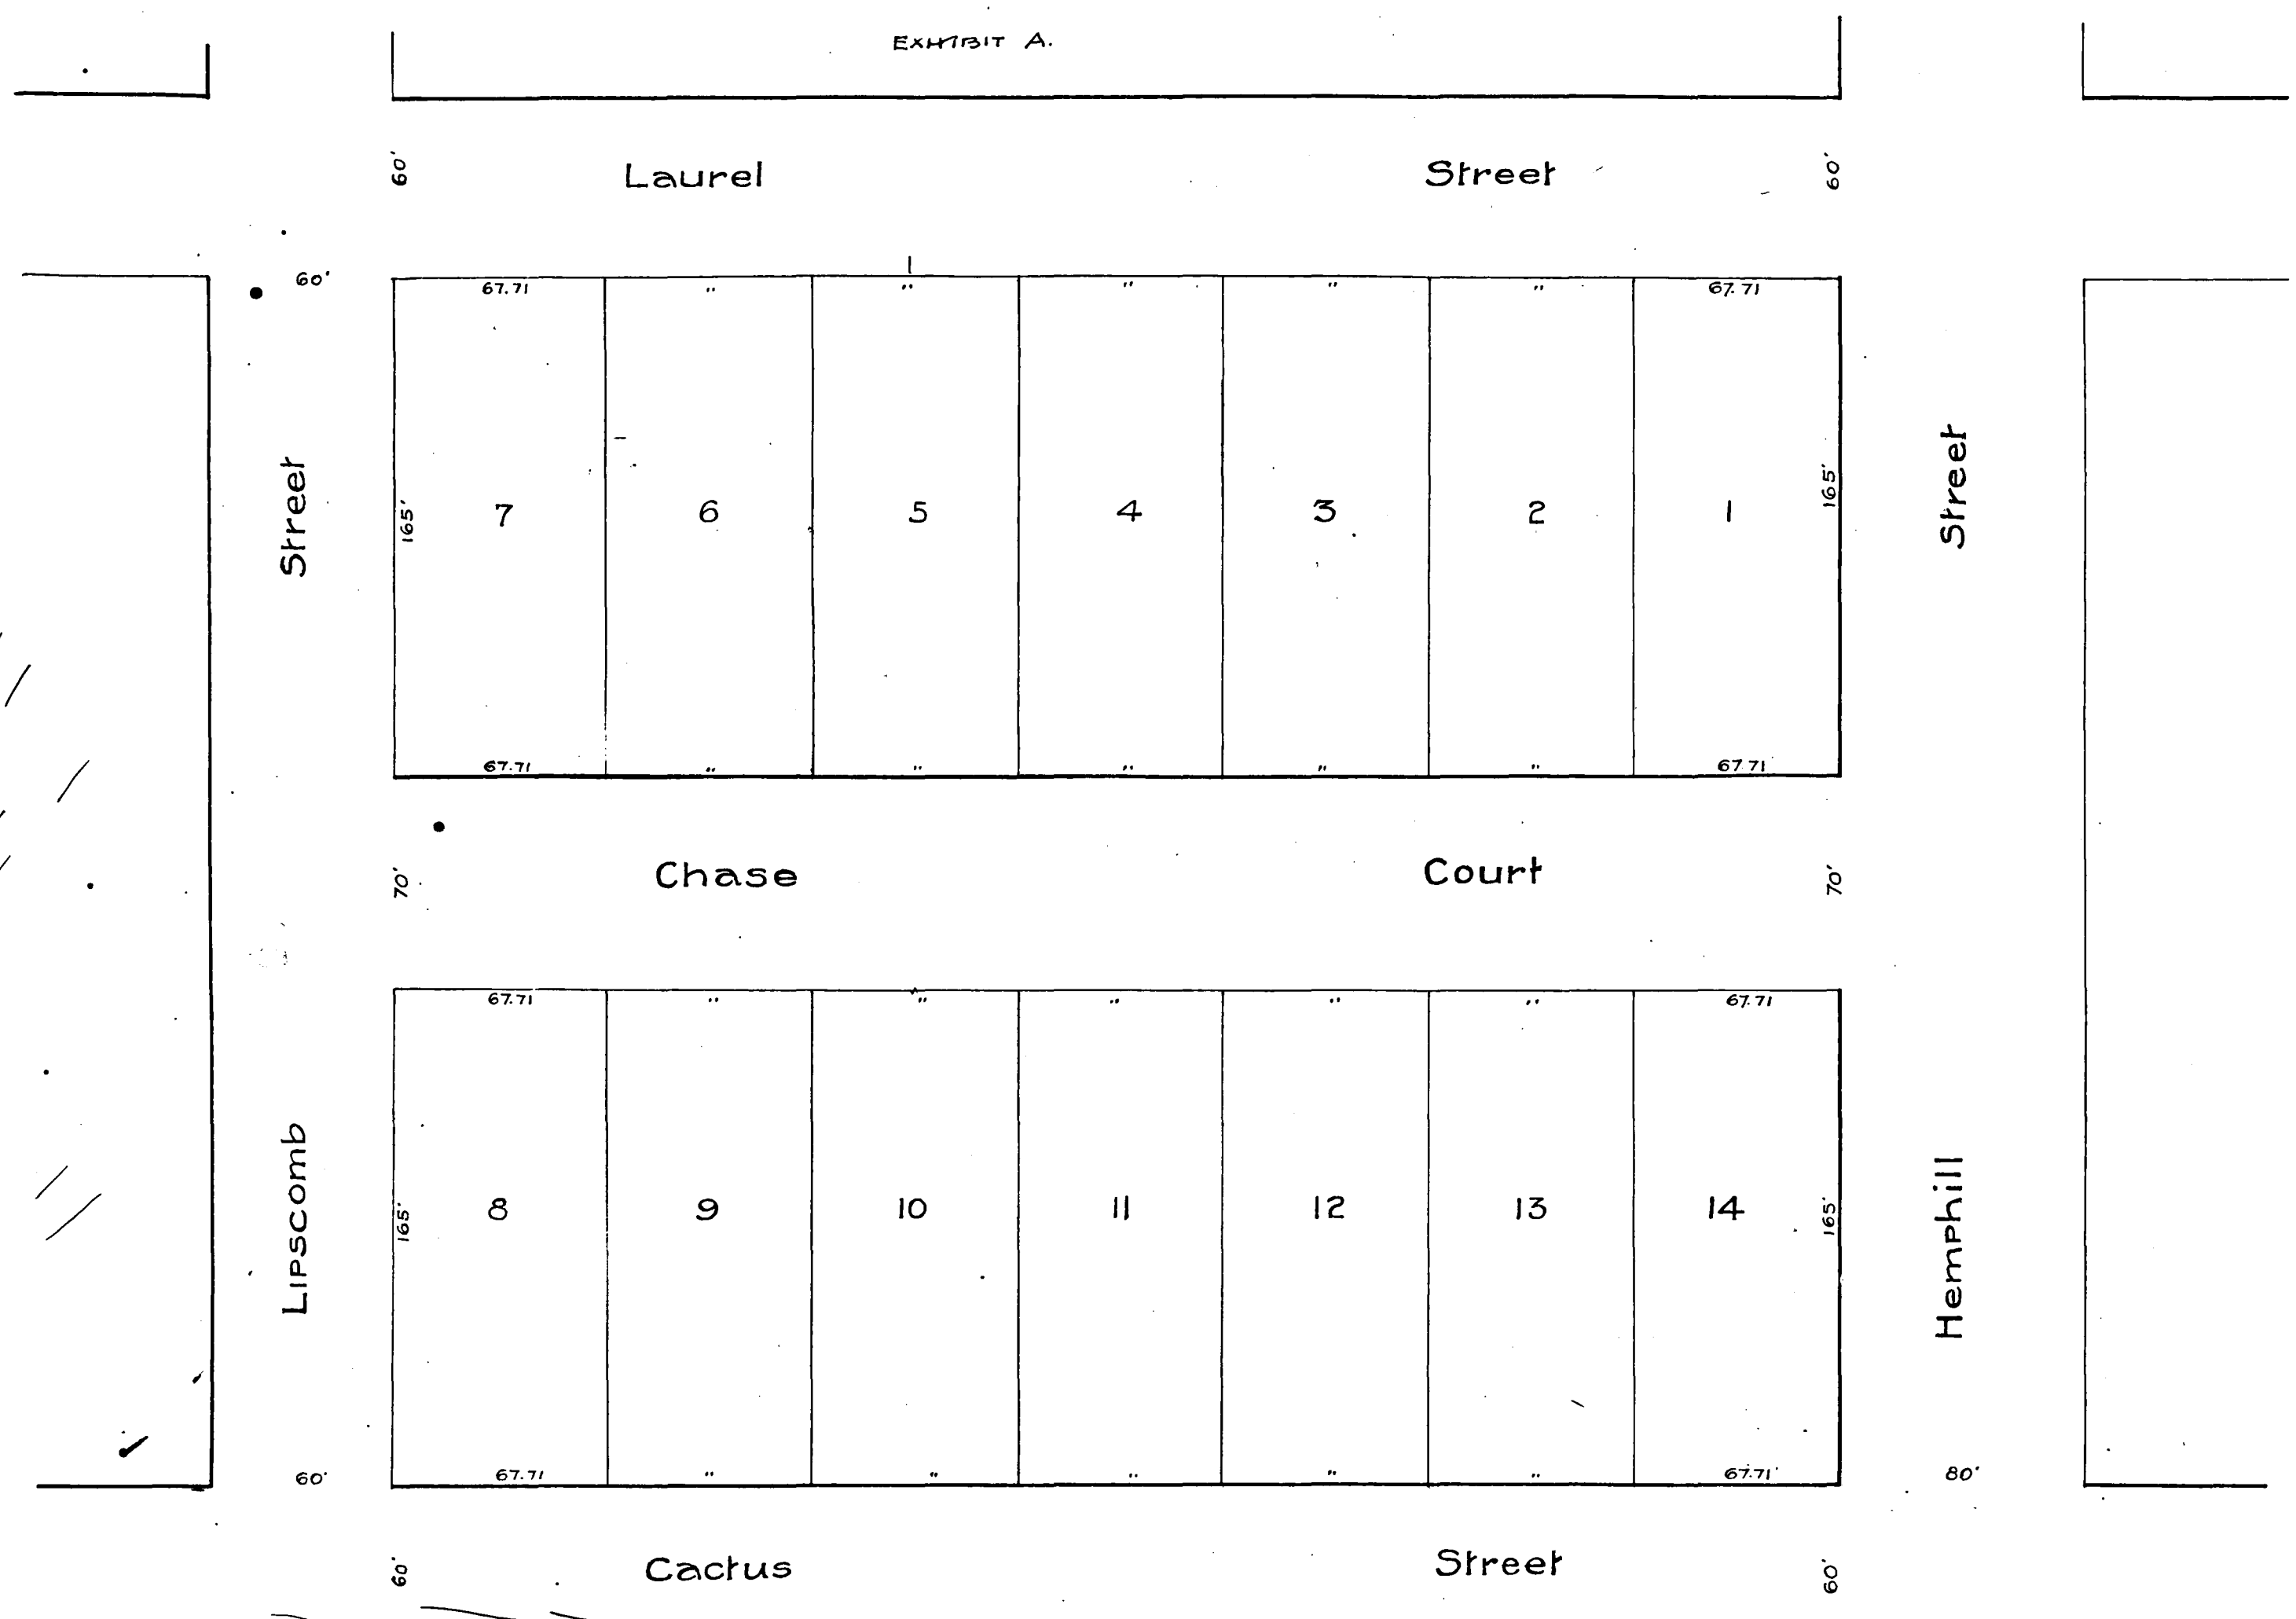 EXHIBIT A.
60' Laurel Street 60'
60'
67.71 " " " " " 67.71
Street 165' 7 6 5 4 3 2 1 165' Street
67.71 " " " " " 67.71
70' Chase Court 70'
67.71 " " " " " 67.71
Lipscomb 165' 8 9 10 11 12 13 14 165' Hemphill
67.71 " " " " " 67.71'
60' 80'
60' Cactus Street 60'